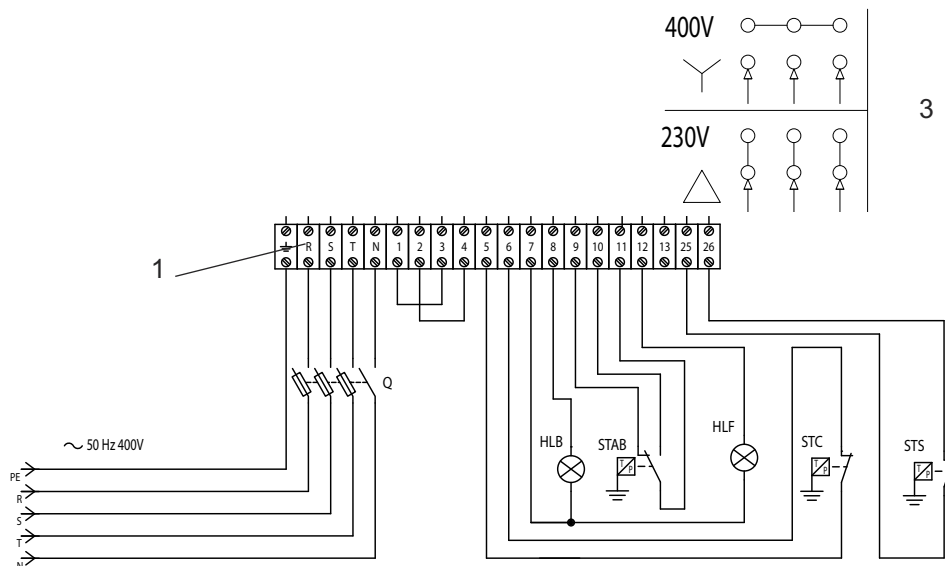 400V
3
230V
1
R S T N 1 2 3 4 5 6 7 8 9 10 11 12 13 25 26
Q
HLF
50 Hz 400V
HLB
STAB
STC
STS
T P
T P
T P
PE
R
S
T
N